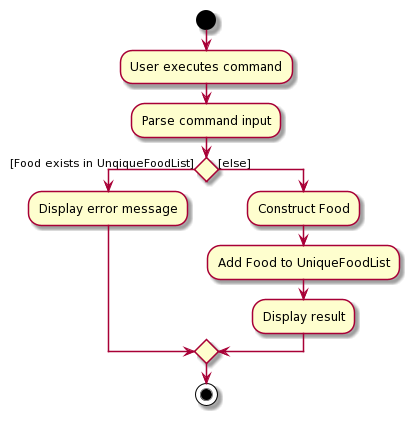 User executes command
Parse command input
[Food exists in UnqiqueFoodList]
[else]
Display error message
Construct Food
Add Food to UniqueFoodList
Display result